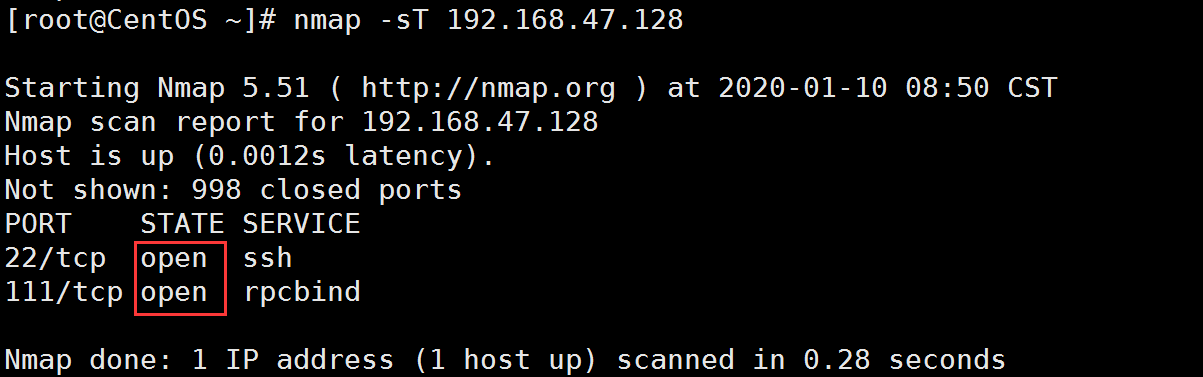 [root@CentOS ~]# nmap -sT 192.168.47.128
Starting Nmap 5.51 ( http://nmap.org ) at 2020-01-10 08:50 CST
Nmap scan report for 192.168.47.128
Host is up (0.0012s latency).
Not shown: 998 closed ports
PORT    STATE SERVICE
22/tcp  open  ssh
111/tcp open  rpcbind
Nmap done: 1 IP address (1 host up) scanned in 0.28 seconds